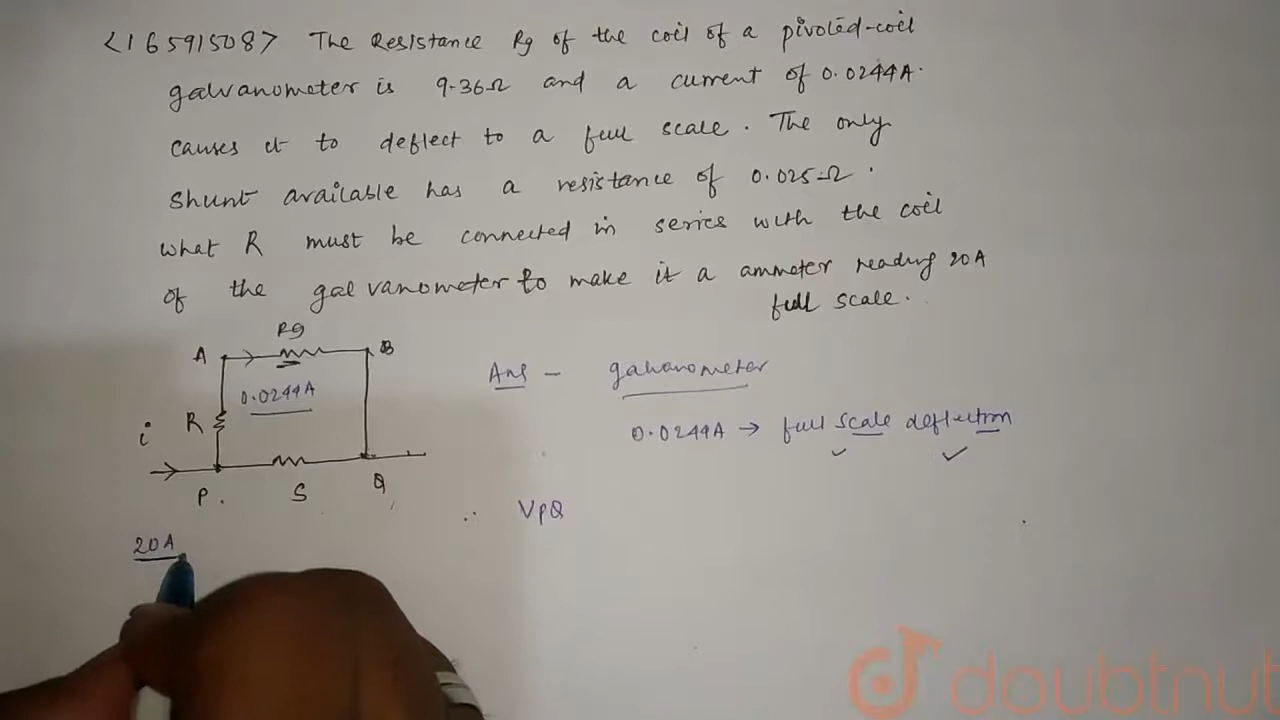 <16591508> The Resistance Rg of the coil of a pivoted-coil
galvanometer is 9.36Ω and a current of 0.0244A.
causes it to deflect to a full scale. The only
shunt available has a resistance of 0.025Ω.
what R must be connected in series with the coil
of the galvanometer to make it a ammeter reading 20A
full scale.
Rg
A B
0.0244A
R
i
P. S Q
20A
Ans - galvanometer
0.0244A → full scale deflection
∴ VPQ
doubtnut